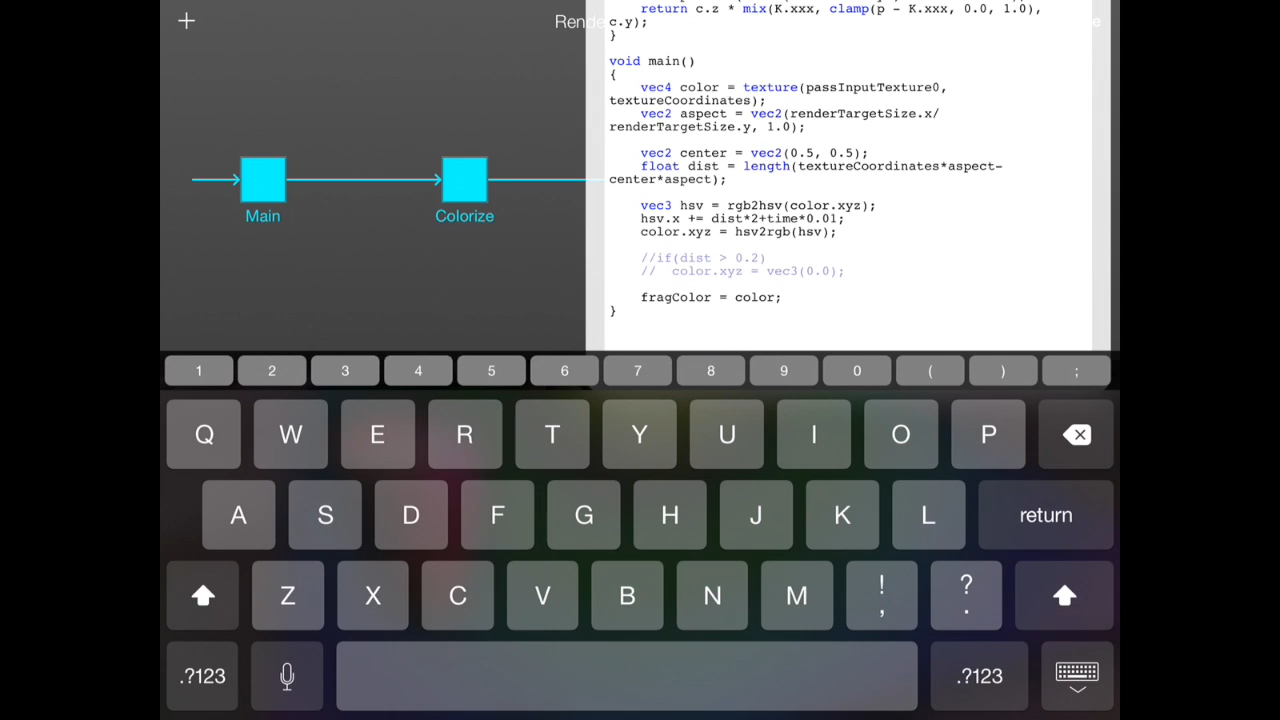 +
Rende
e
return c.z * mix(K.xxx, clamp(p - K.xxx, 0.0, 1.0),
c.y);
}
void main()
{
vec4 color = texture(passInputTexture0,
textureCoordinates);
vec2 aspect = vec2(renderTargetSize.x/
renderTargetSize.y, 1.0);
vec2 center = vec2(0.5, 0.5);
float dist = length(textureCoordinates*aspect-
center*aspect);
vec3 hsv = rgb2hsv(color.xyz);
hsv.x += dist*2+time*0.01;
color.xyz = hsv2rgb(hsv);
//if(dist > 0.2)
// color.xyz = vec3(0.0);
fragColor = color;
}
Main
Colorize
1 2 3 4 5 6 7 8 9 0 ( ) ;
Q W E R T Y U I O P
A S D F G H J K L return
Z X C V B N M ! , ? .
.?123 .?123